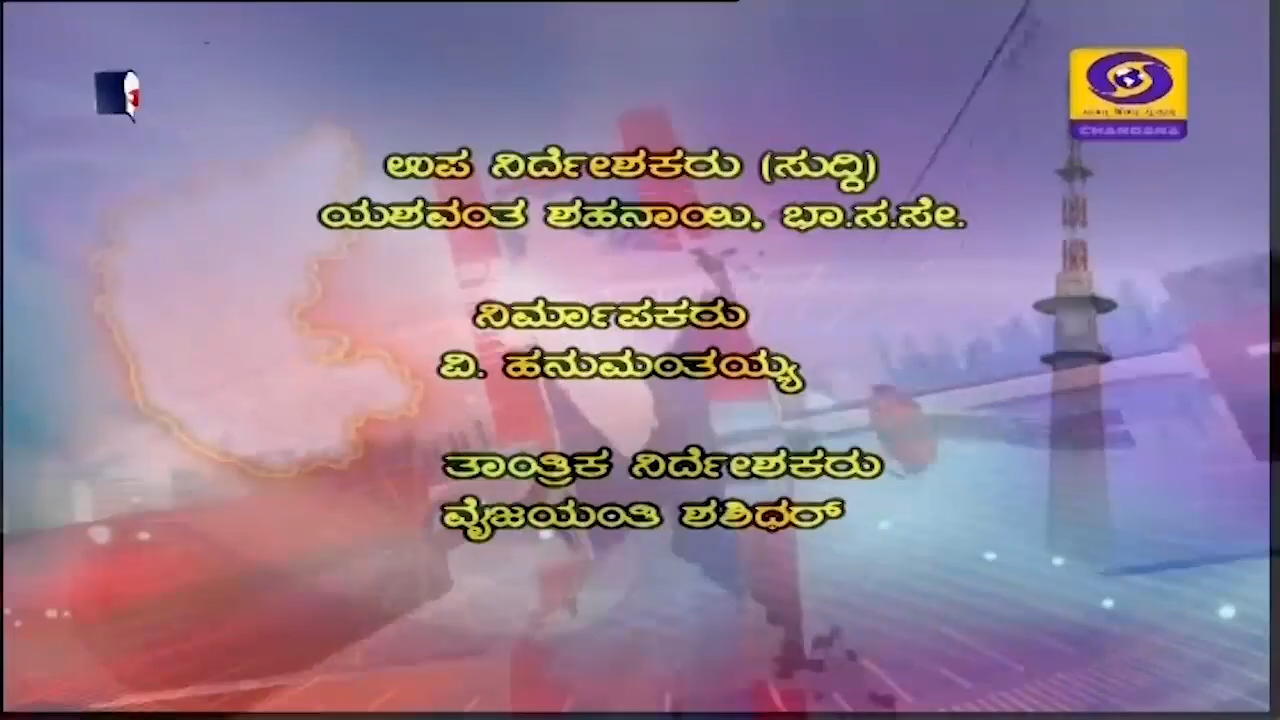 CHANDANA
ಉಪ ನಿರ್ದೇಶಕರು (ಸುದ್ದಿ)
ಯಶವಂತ ಶಹನಾಯಿ. ಭಾ.ಸ.ಸೇ.
ನಿರ್ಮಾಪಕರು
ವಿ. ಹನುಮಂತಯ್ಯ
ತಾಂತ್ರಿಕ ನಿರ್ದೇಶಕರು
ವೈಜಯಂತಿ ಶಶಿಧರ್